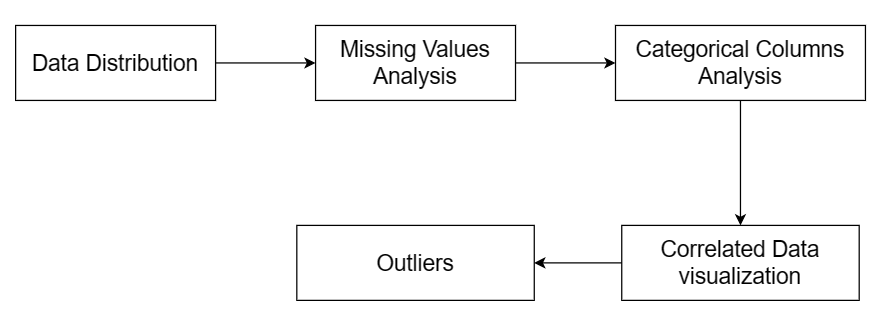 Data Distribution
Missing Values
Analysis
Categorical Columns
Analysis
Correlated Data
visualization
Outliers